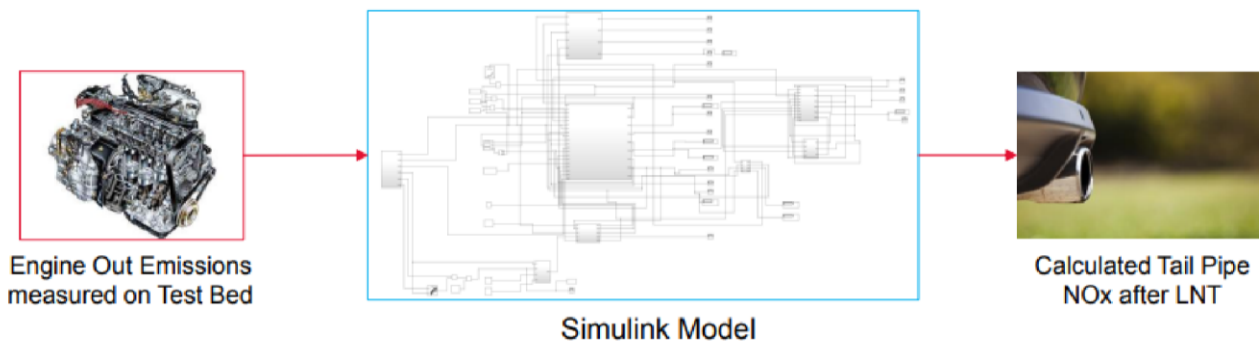 Engine Out Emissions
measured on Test Bed
Simulink Model
Calculated Tail Pipe
NOx after LNT